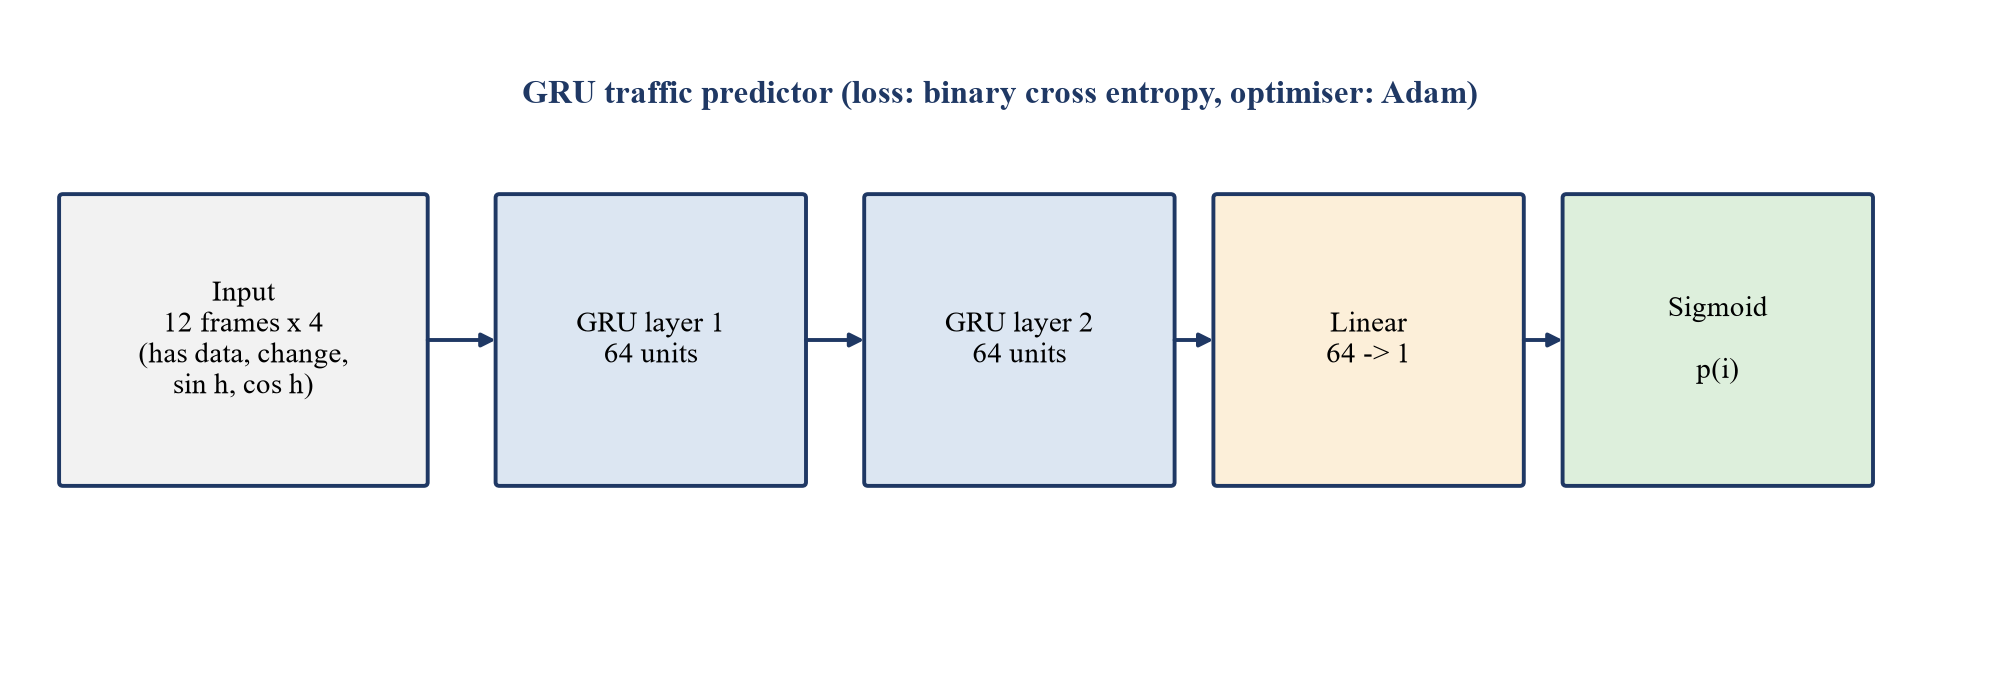 GRU traffic predictor (loss: binary cross entropy, optimiser: Adam)
Input
12 frames x 4
(has data, change,
sin h, cos h)
GRU layer 1
64 units
GRU layer 2
64 units
Linear
64 -> 1
Sigmoid
p(i)